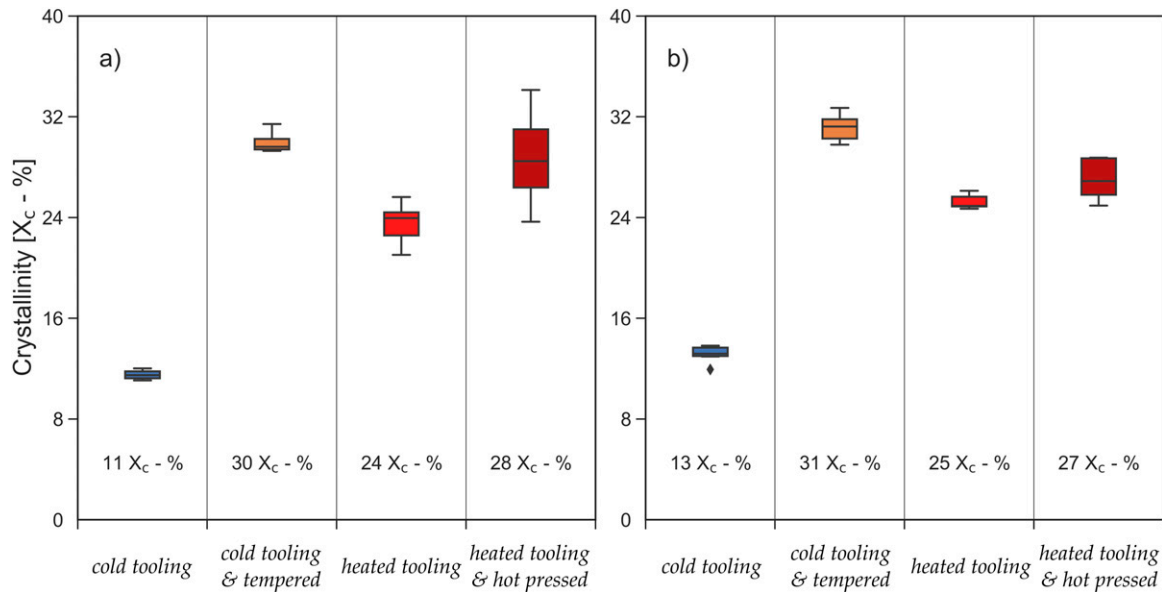 Crystallinity [Xc - %]
40
32
24
16
8
0
a)
11 Xc - %
30 Xc - %
24 Xc - %
28 Xc - %
cold tooling
cold tooling
& tempered
heated tooling
heated tooling
& hot pressed
40
32
24
16
8
0
b)
13 Xc - %
31 Xc - %
25 Xc - %
27 Xc - %
cold tooling
cold tooling
& tempered
heated tooling
heated tooling
& hot pressed